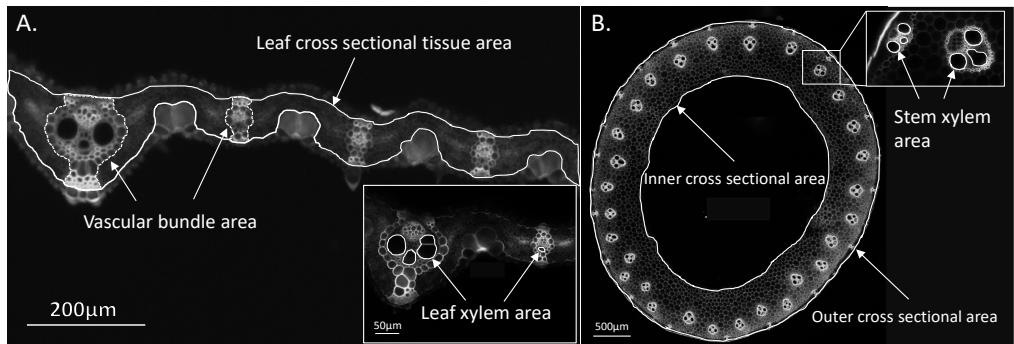 A.
Leaf cross sectional tissue area
Vascular bundle area
200µm
Leaf xylem area
50µm
B.
Stem xylem
area
Inner cross sectional area
Outer cross sectional area
500µm